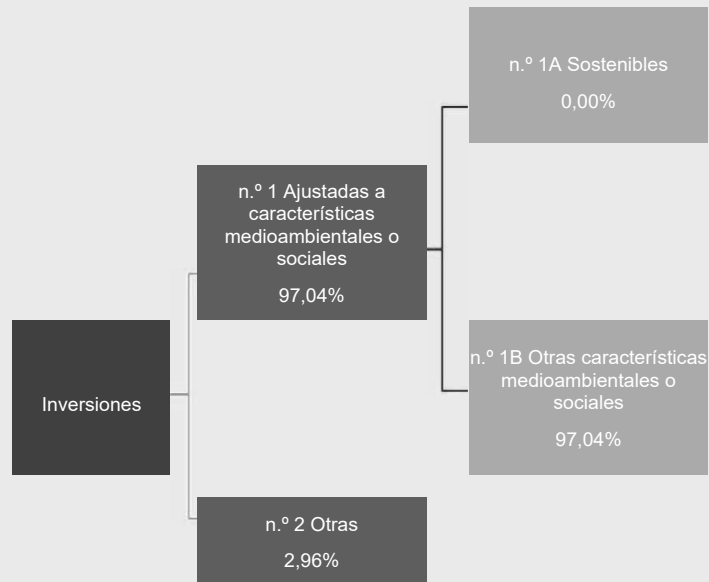 n.º 1A Sostenibles
0,00%
n.º 1 Ajustadas a
características
medioambientales o
sociales
97,04%
Inversiones
n.º 1B Otras características
medioambientales o
sociales
97,04%
n.º 2 Otras
2,96%